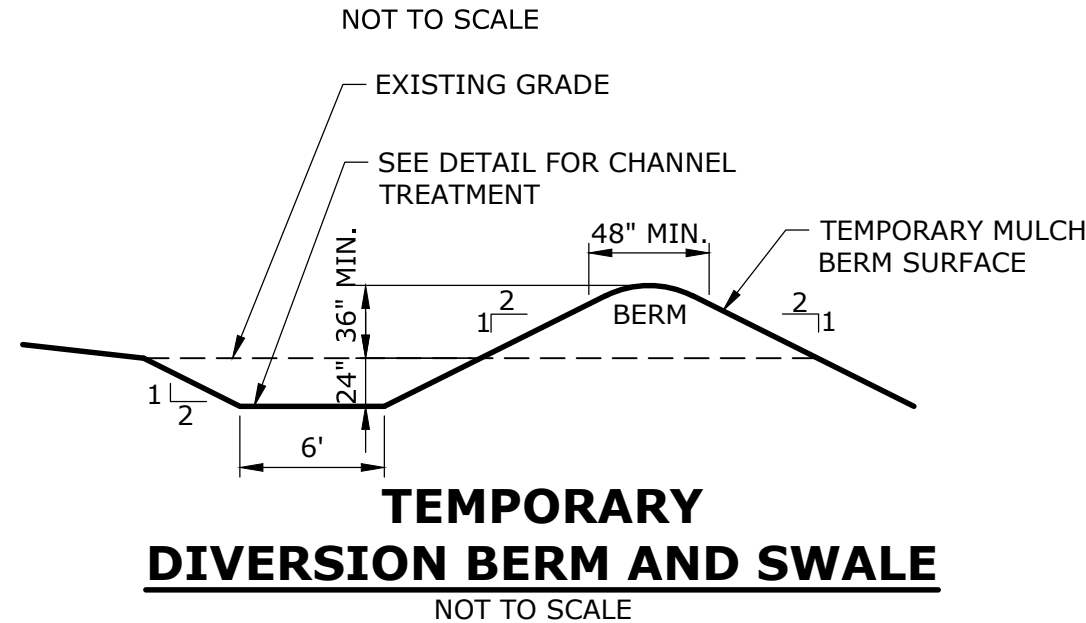 NOT TO SCALE
EXISTING GRADE
SEE DETAIL FOR CHANNEL
TREATMENT
48" MIN.
TEMPORARY MULCH
BERM SURFACE
36" MIN.
24"
2
1
BERM
2
1
1
2
6'
TEMPORARY
DIVERSION BERM AND SWALE
NOT TO SCALE